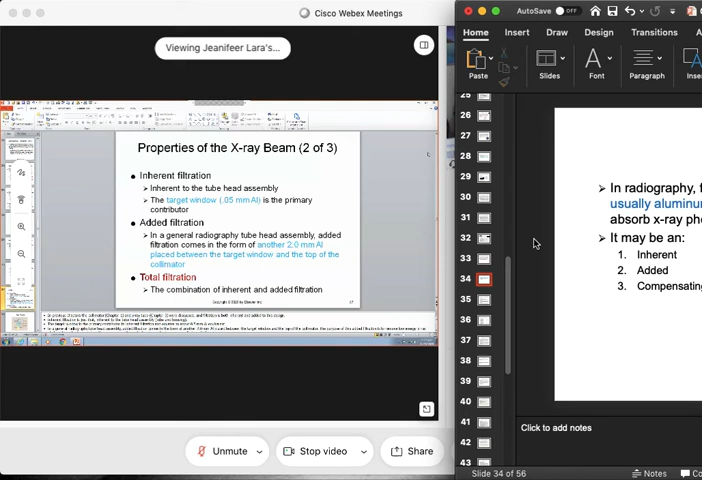 Cisco Webex Meetings
Viewing Jeanifeer Lara's...
Properties of the X-ray Beam (2 of 3)
Inherent filtration
Inherent to the tube head assembly
The target window (.05 mm Al) is the primary
contributor
Added filtration
In a general radiography tube head assembly, added
filtration comes in the form of another 2.0 mm Al
placed between the target window and the top of the
collimator
Total filtration
The combination of inherent and added filtration
Unmute
Stop video
Share
AutoSave OFF
Home Insert Draw Design Transitions A
Paste Slides Font Paragraph Inser
25
26
27
28
29
30
31
32
33
34
35
36
37
38
39
40
41
42
43
In radiography, f
usually aluminu
absorb x-ray pho
It may be an:
1. Inherent
2. Added
3. Compensating
Click to add notes
Slide 34 of 56
Notes Co